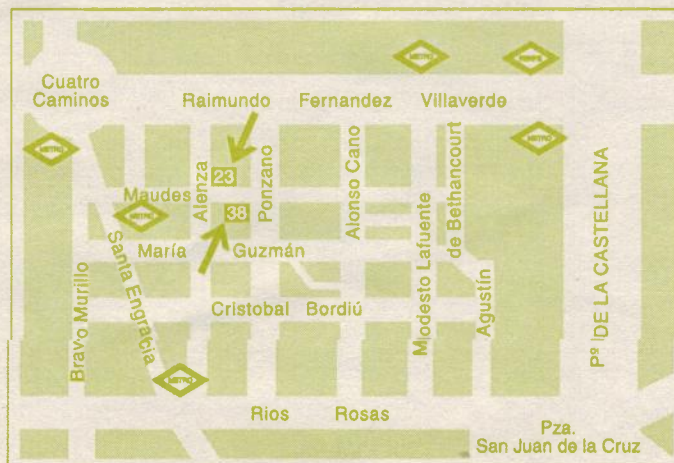 METRO
RENFE
Cuatro
Caminos
Raimundo Fernandez Villaverde
METRO
METRO
23
Maudes
Alenza
Ponzano
Alonso Cano
Modesto Lafuente
de Bethancourt
Agustín
Pº DE LA CASTELLANA
METRO
38
María Guzmán
Santa Engracia
Bravo Murillo
Cristobal Bordiú
METRO
Rios Rosas
Pza.
San Juan de la Cruz